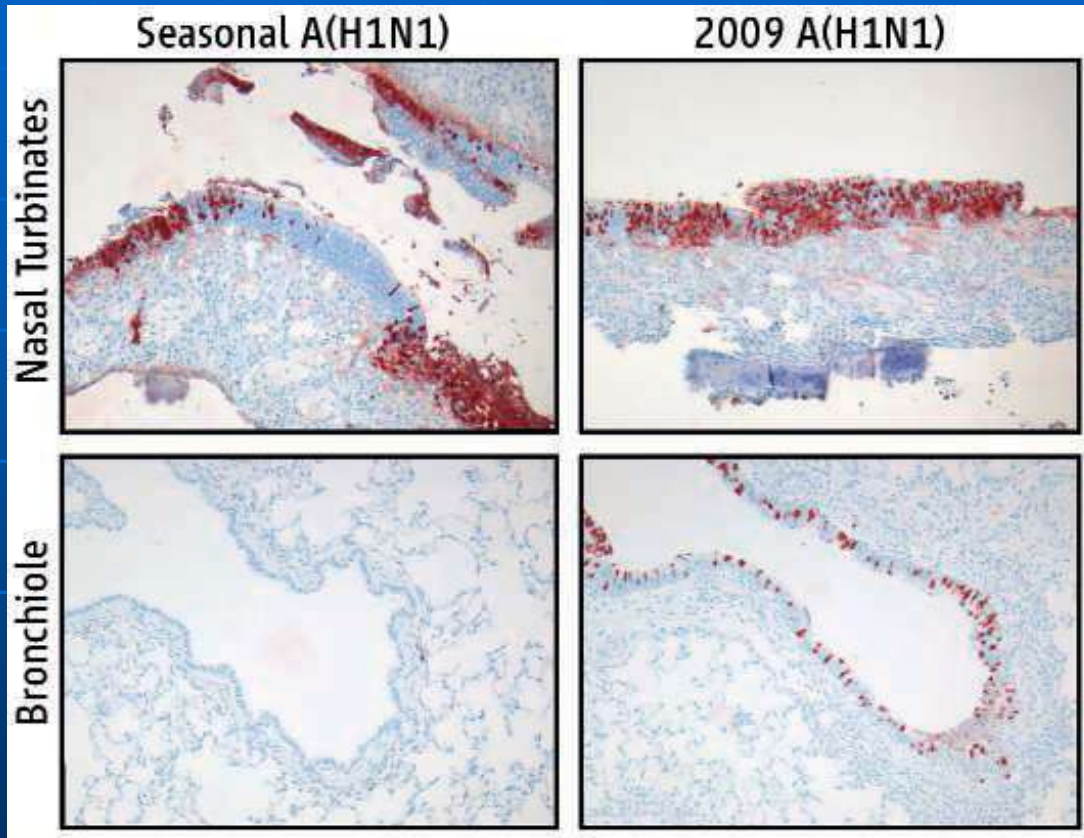 Seasonal A(H1N1)
2009 A(H1N1)
Nasal Turbinates
Bronchiole